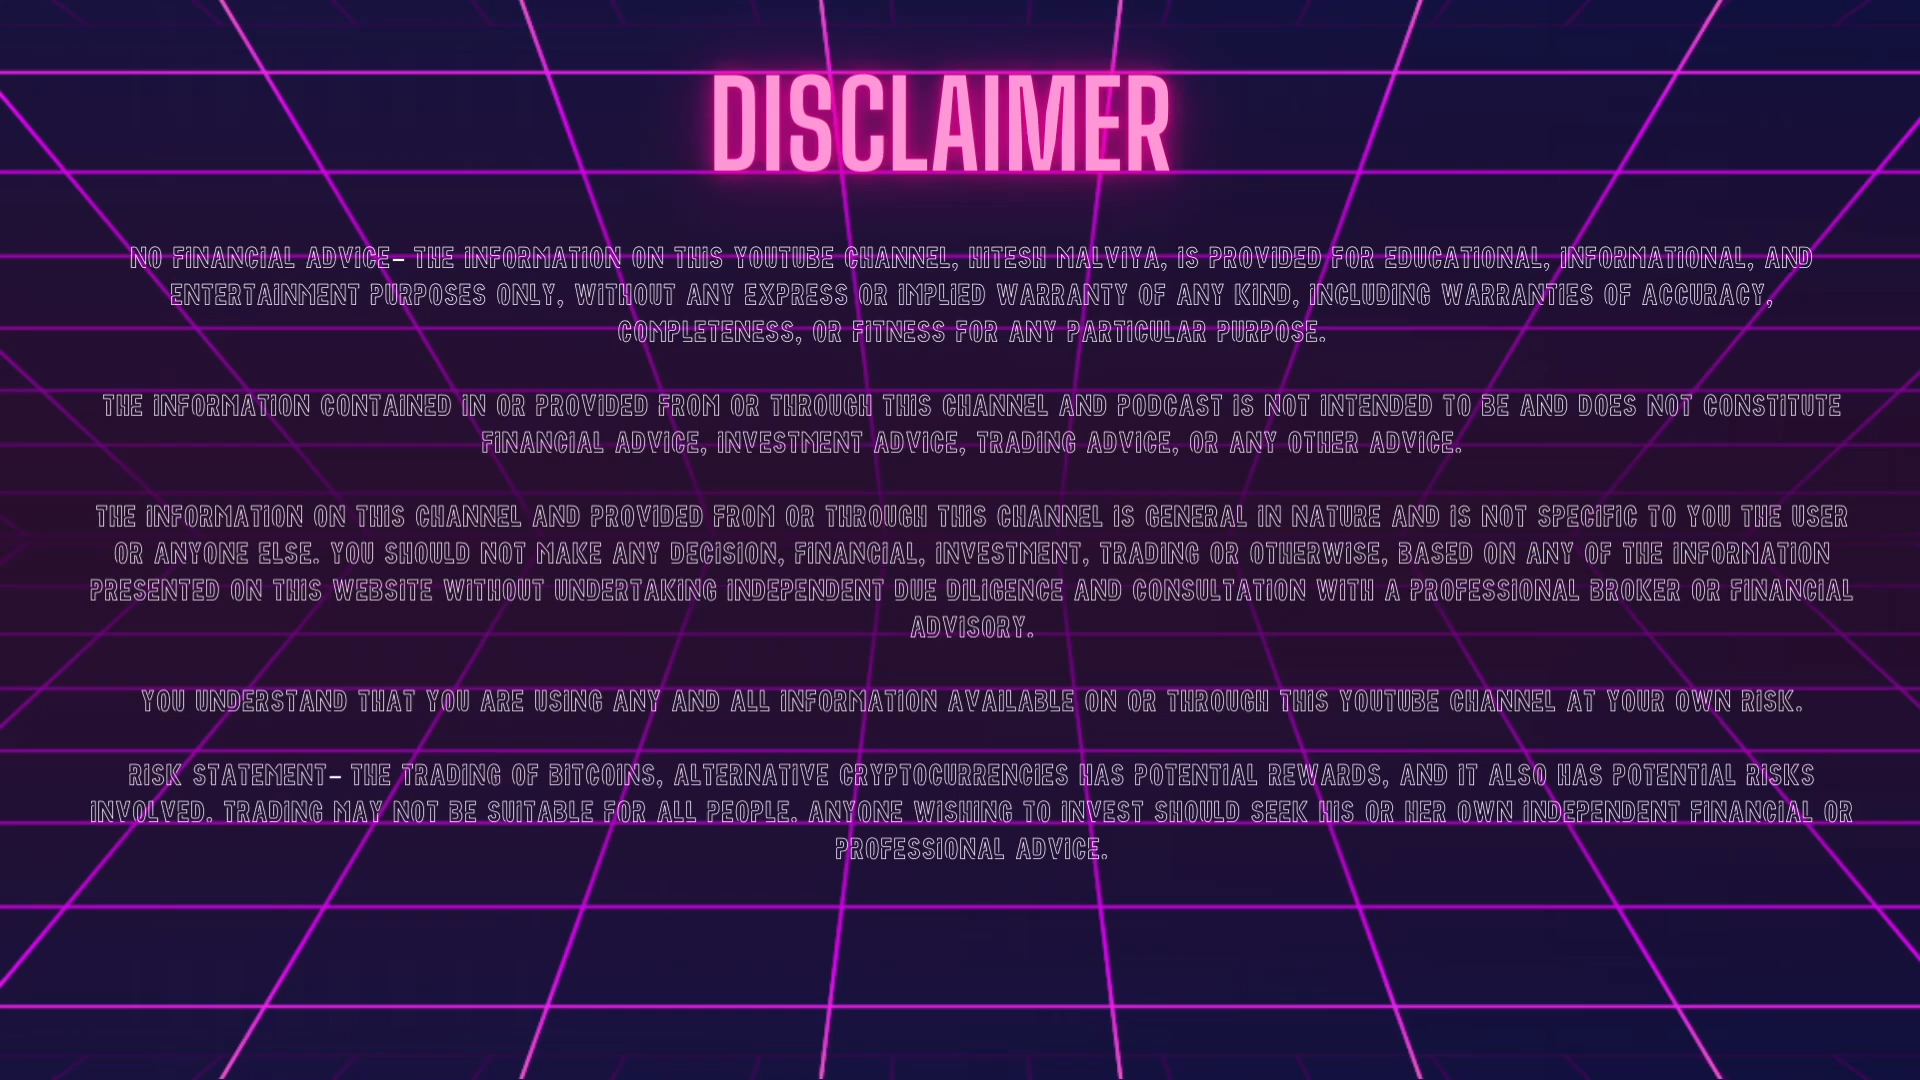 DISCLAIMER
NO FINANCIAL ADVICE- THE INFORMATION ON THIS YOUTUBE CHANNEL, HITESH MALVIYA, IS PROVIDED FOR EDUCATIONAL, INFORMATIONAL, AND
ENTERTAINMENT PURPOSES ONLY, WITHOUT ANY EXPRESS OR IMPLIED WARRANTY OF ANY KIND, INCLUDING WARRANTIES OF ACCURACY,
COMPLETENESS, OR FITNESS FOR ANY PARTICULAR PURPOSE.
THE INFORMATION CONTAINED IN OR PROVIDED FROM OR THROUGH THIS CHANNEL AND PODCAST IS NOT INTENDED TO BE AND DOES NOT CONSTITUTE
FINANCIAL ADVICE, INVESTMENT ADVICE, TRADING ADVICE, OR ANY OTHER ADVICE.
THE INFORMATION ON THIS CHANNEL AND PROVIDED FROM OR THROUGH THIS CHANNEL IS GENERAL IN NATURE AND IS NOT SPECIFIC TO YOU THE USER
OR ANYONE ELSE. YOU SHOULD NOT MAKE ANY DECISION, FINANCIAL, INVESTMENT, TRADING OR OTHERWISE, BASED ON ANY OF THE INFORMATION
PRESENTED ON THIS WEBSITE WITHOUT UNDERTAKING INDEPENDENT DUE DILIGENCE AND CONSULTATION WITH A PROFESSIONAL BROKER OR FINANCIAL
ADVISORY.
YOU UNDERSTAND THAT YOU ARE USING ANY AND ALL INFORMATION AVAILABLE ON OR THROUGH THIS YOUTUBE CHANNEL AT YOUR OWN RISK.
RISK STATEMENT- THE TRADING OF BITCOINS, ALTERNATIVE CRYPTOCURRENCIES HAS POTENTIAL REWARDS, AND IT ALSO HAS POTENTIAL RISKS
INVOLVED. TRADING MAY NOT BE SUITABLE FOR ALL PEOPLE. ANYONE WISHING TO INVEST SHOULD SEEK HIS OR HER OWN INDEPENDENT FINANCIAL OR
PROFESSIONAL ADVICE.